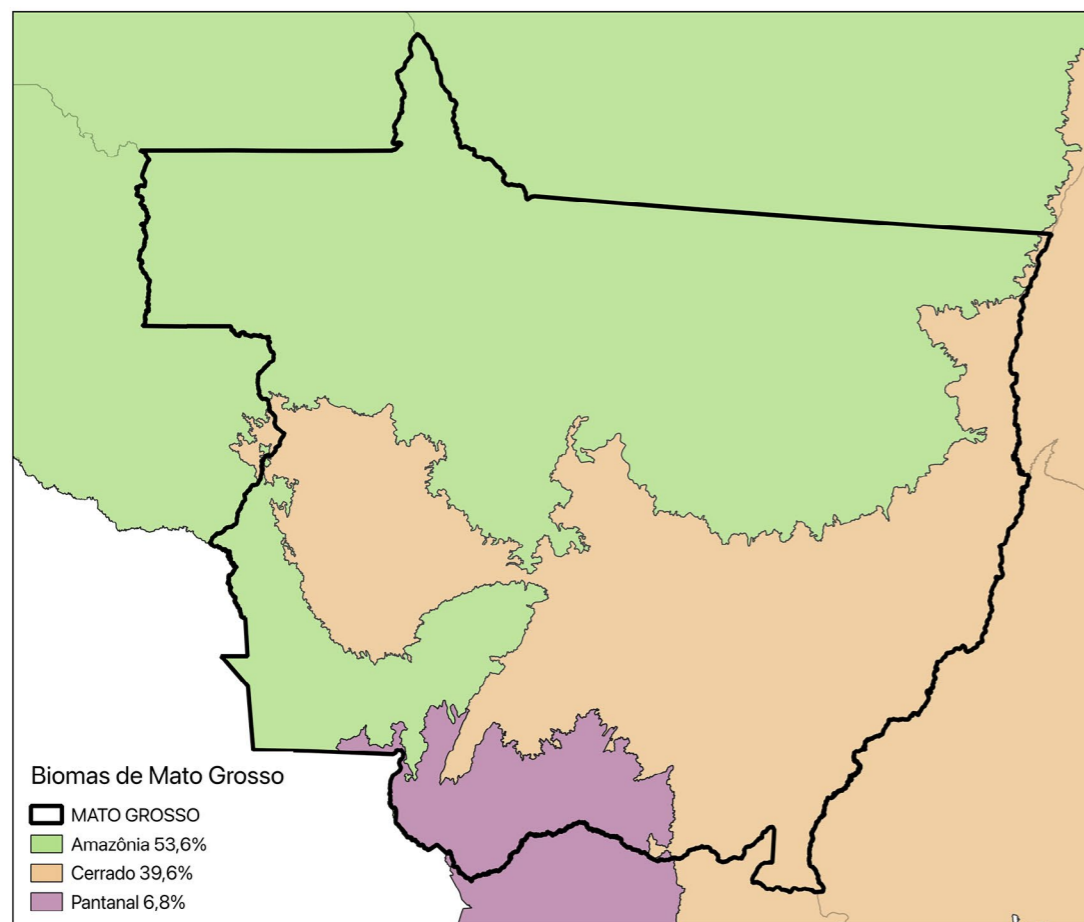 Biomas de Mato Grosso
MATO GROSSO
Amazônia 53,6%
Cerrado 39,6%
Pantanal 6,8%